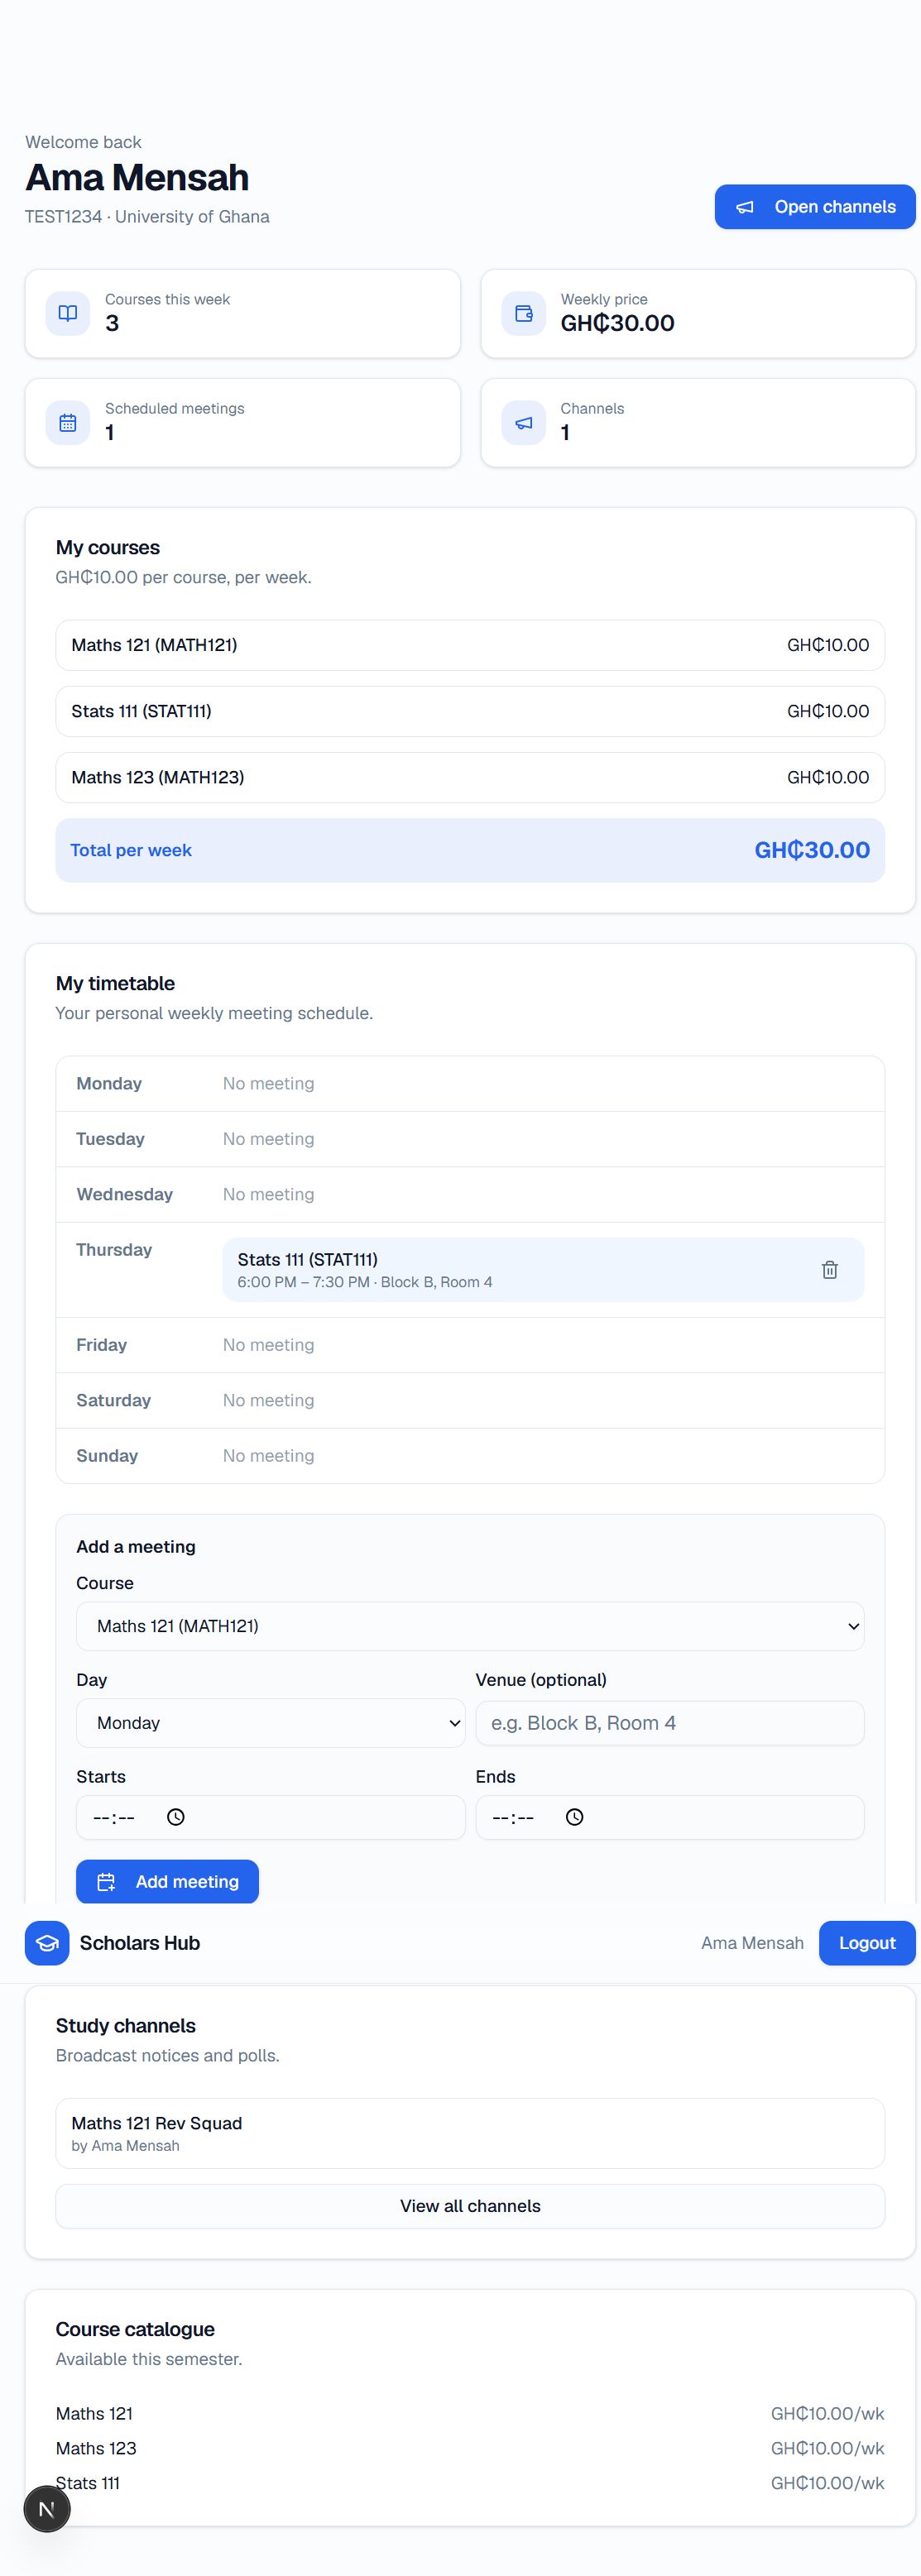 Welcome back
Ama Mensah
TEST1234 · University of Ghana
Open channels
Courses this week
3
Weekly price
GH₵30.00
Scheduled meetings
1
Channels
1
My courses
GH₵10.00 per course, per week.
Maths 121 (MATH121) GH₵10.00
Stats 111 (STAT111) GH₵10.00
Maths 123 (MATH123) GH₵10.00
Total per week GH₵30.00
My timetable
Your personal weekly meeting schedule.
Monday No meeting
Tuesday No meeting
Wednesday No meeting
Thursday Stats 111 (STAT111)
6:00 PM – 7:30 PM · Block B, Room 4
Friday No meeting
Saturday No meeting
Sunday No meeting
Add a meeting
Course
Maths 121 (MATH121)
Day Venue (optional)
Monday e.g. Block B, Room 4
Starts Ends
--:-- --:--
Add meeting
Scholars Hub Ama Mensah Logout
Study channels
Broadcast notices and polls.
Maths 121 Rev Squad
by Ama Mensah
View all channels
Course catalogue
Available this semester.
Maths 121 GH₵10.00/wk
Maths 123 GH₵10.00/wk
Stats 111 GH₵10.00/wk
N